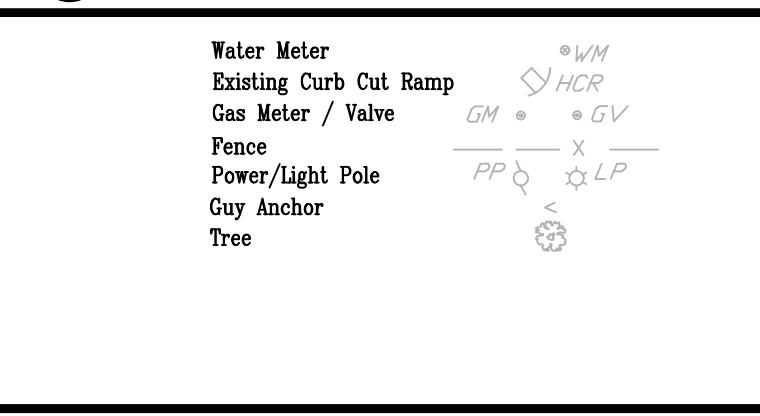 Water Meter WM
Existing Curb Cut Ramp HCR
Gas Meter / Valve GM GV
Fence X
Power/Light Pole PP LP
Guy Anchor <
Tree